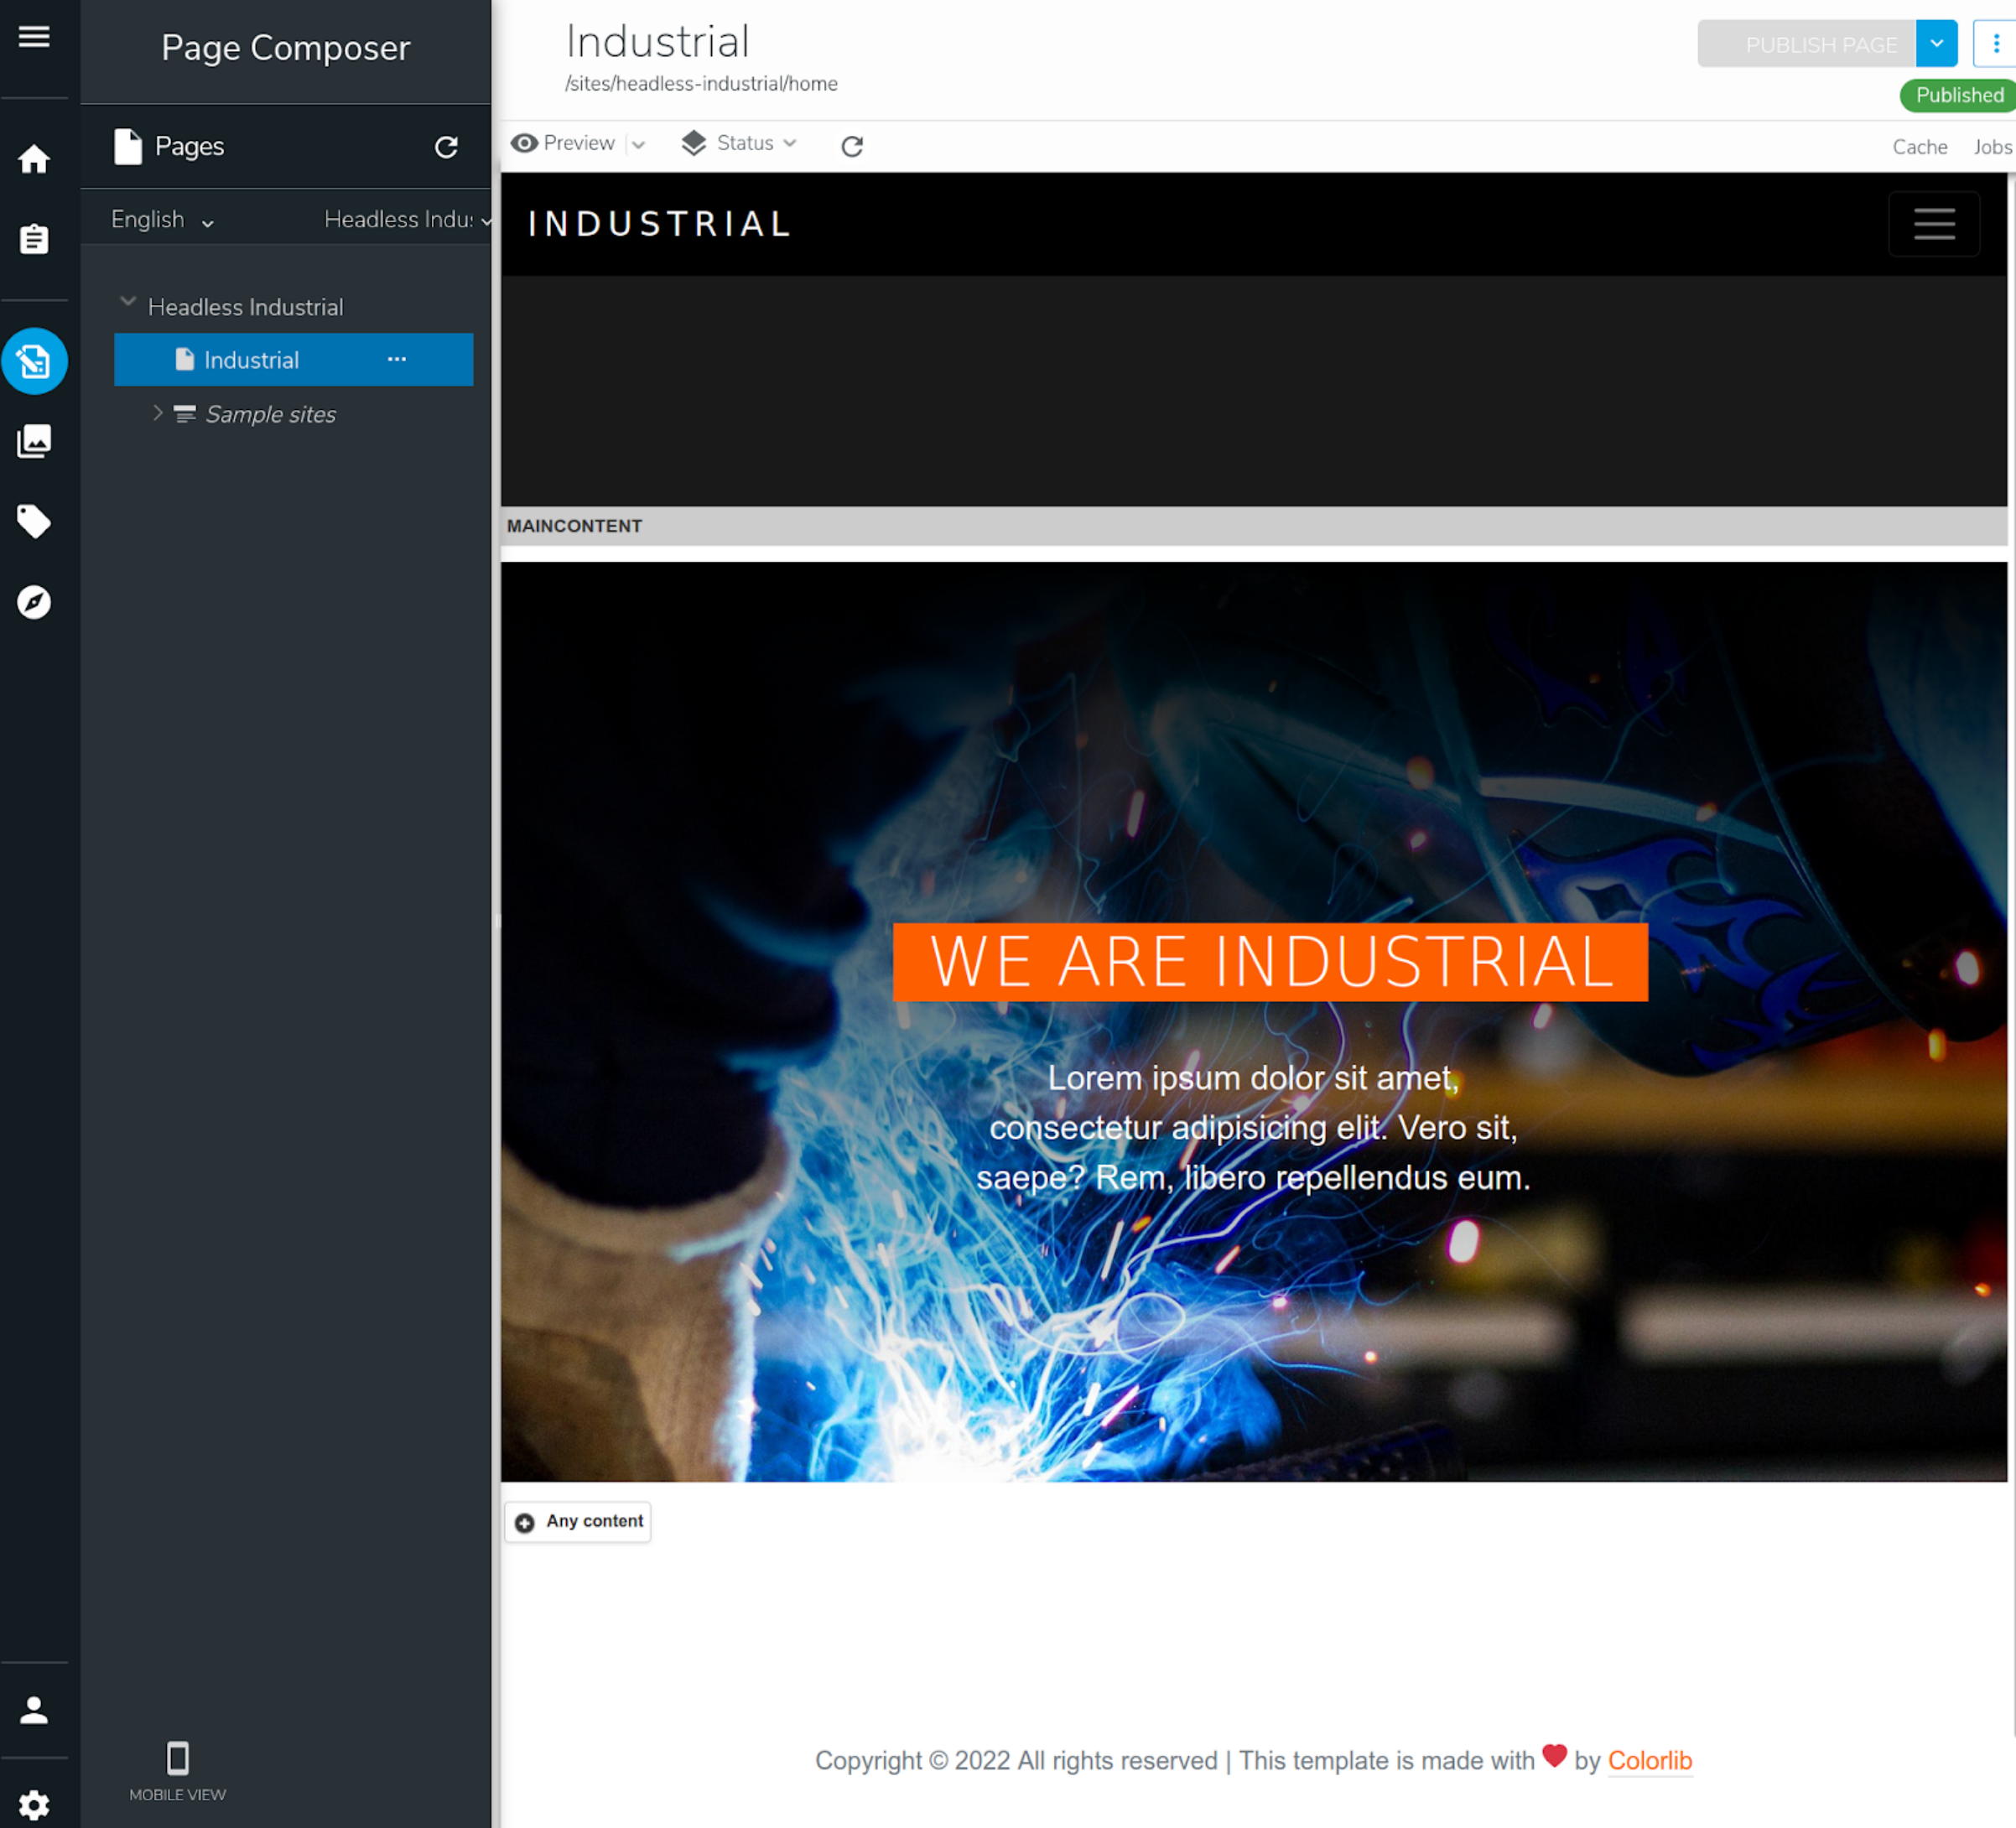 Page Composer
Pages
English
Headless Indu
Headless Industrial
Industrial
Sample sites
MOBILE VIEW
Industrial
/sites/headless-industrial/home
PUBLISH PAGE
Published
Preview
Status
Cache
Jobs
INDUSTRIAL
MAINCONTENT
WE ARE INDUSTRIAL
Lorem ipsum dolor sit amet,
consectetur adipisicing elit. Vero sit,
saepe? Rem, libero repellendus eum.
Any content
Copyright © 2022 All rights reserved | This template is made with ❤ by Colorlib